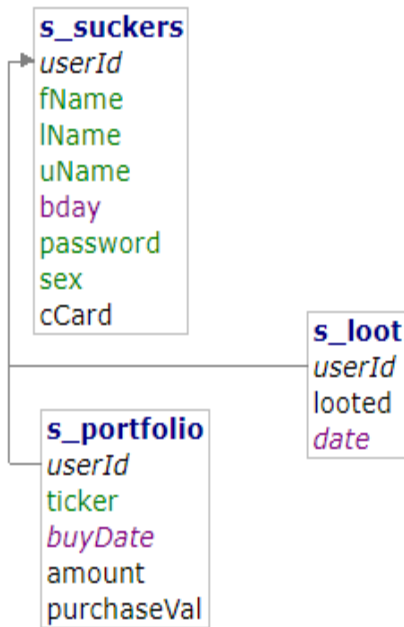 s_suckers
userId
fName
lName
uName
bday
password
sex
cCard
s_loot
userId
looted
date
s_portfolio
userId
ticker
buyDate
amount
purchaseVal